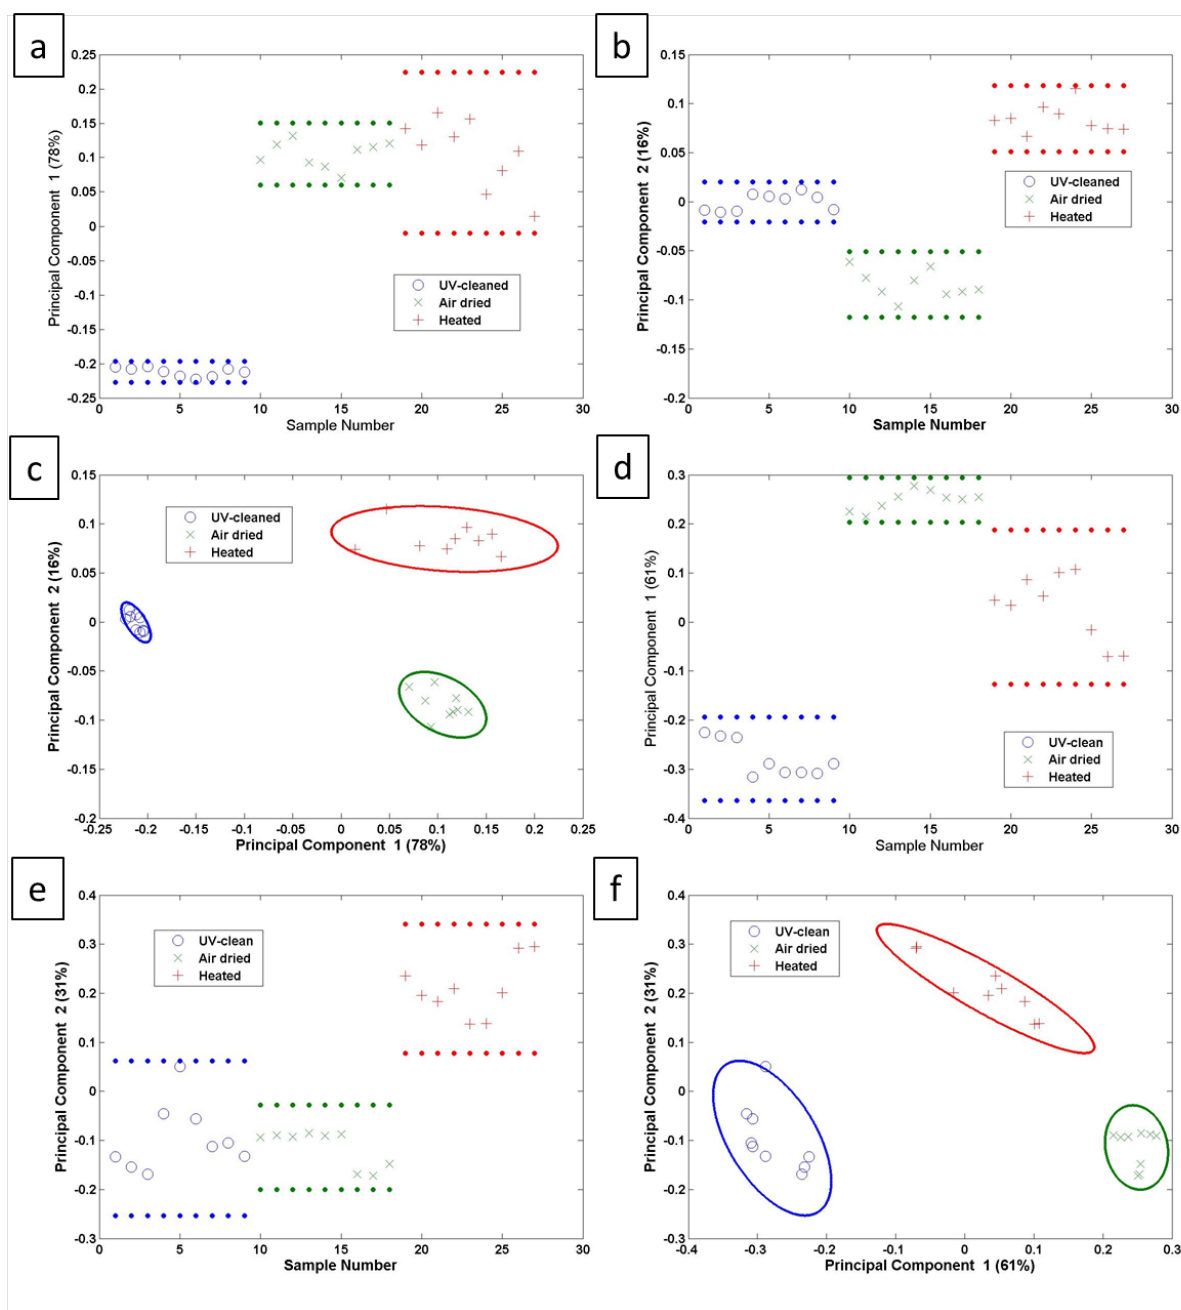 a
0.25
0.2
0.15
0.1
0.05
0
-0.05
-0.1
-0.15
-0.2
-0.25
Principal Component 1 (78%)
UV-cleaned
Air dried
Heated
0 5 10 15 20 25 30
Sample Number
b
0.15
0.1
0.05
0
-0.05
-0.1
-0.15
-0.2
Principal Component 2 (16%)
UV-cleaned
Air dried
Heated
0 5 10 15 20 25 30
Sample Number
c
0.15
0.1
0.05
0
-0.05
-0.1
-0.15
-0.2
Principal Component 2 (16%)
UV-cleaned
Air dried
Heated
-0.25 -0.2 -0.15 -0.1 -0.05 0 0.05 0.1 0.15 0.2 0.25
Principal Component 1 (78%)
d
0.3
0.2
0.1
0
-0.1
-0.2
-0.3
-0.4
Principal Component 1 (61%)
UV-clean
Air dried
Heated
0 5 10 15 20 25 30
Sample Number
e
0.4
0.3
0.2
0.1
0
-0.1
-0.2
-0.3
Principal Component 2 (31%)
UV-clean
Air dried
Heated
0 5 10 15 20 25 30
Sample Number
f
0.4
0.3
0.2
0.1
0
-0.1
-0.2
-0.3
Principal Component 2 (31%)
UV-clean
Air dried
Heated
-0.4 -0.3 -0.2 -0.1 0 0.1 0.2 0.3
Principal Component 1 (61%)